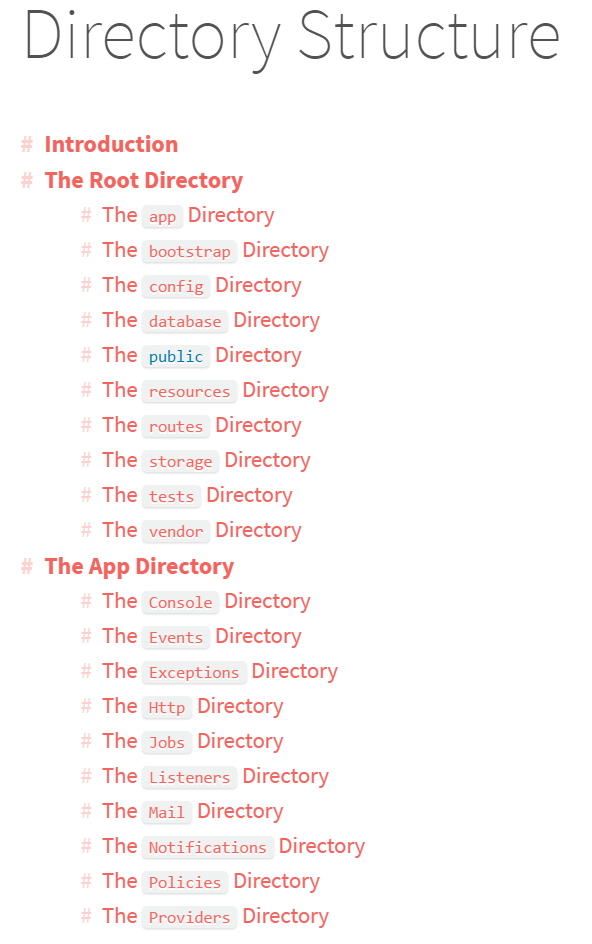 Directory Structure
# Introduction
# The Root Directory
# The app Directory
# The bootstrap Directory
# The config Directory
# The database Directory
# The public Directory
# The resources Directory
# The routes Directory
# The storage Directory
# The tests Directory
# The vendor Directory
# The App Directory
# The Console Directory
# The Events Directory
# The Exceptions Directory
# The Http Directory
# The Jobs Directory
# The Listeners Directory
# The Mail Directory
# The Notifications Directory
# The Policies Directory
# The Providers Directory